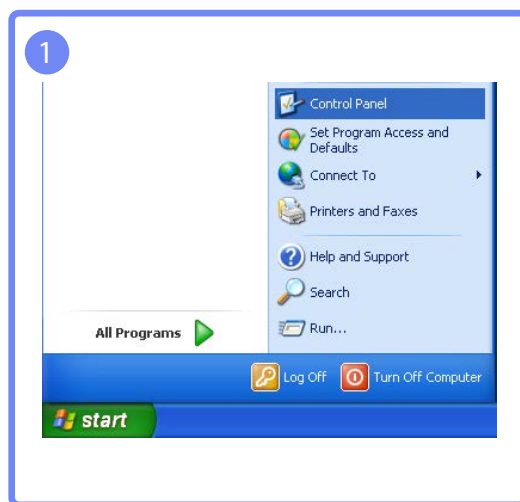 1
Control Panel
Set Program Access and
Defaults
Connect To
Printers and Faxes
Help and Support
Search
All Programs
Run...
Log Off
Turn Off Computer
start